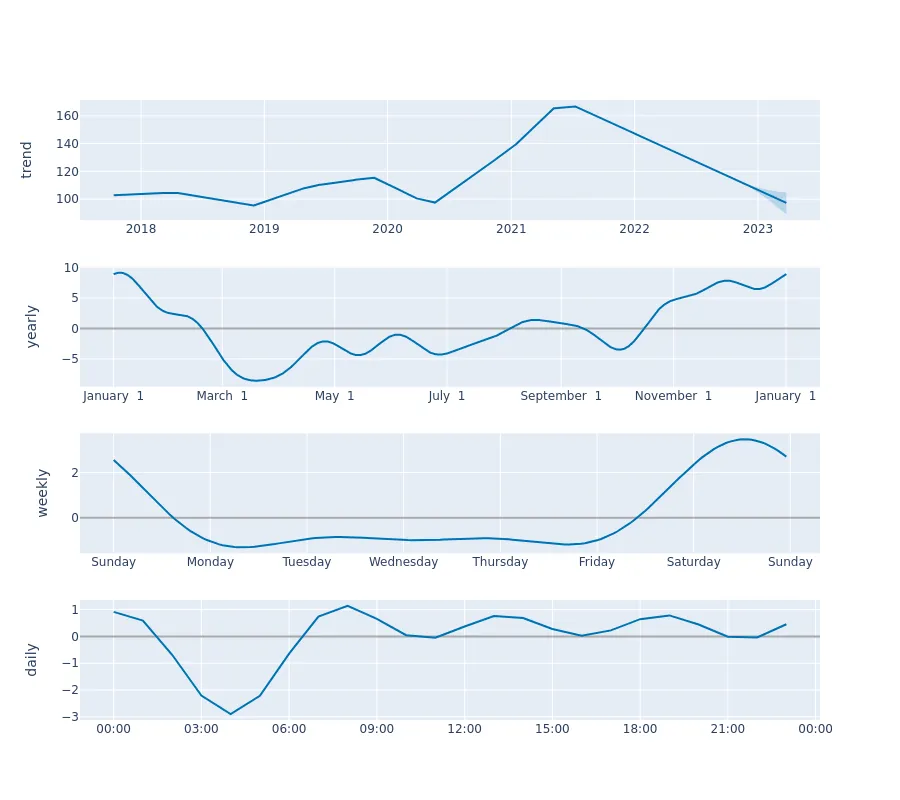 trend
160
140
120
100
2018 2019 2020 2021 2022 2023
yearly
10
5
0
−5
January 1 March 1 May 1 July 1 September 1 November 1 January 1
weekly
2
0
Sunday Monday Tuesday Wednesday Thursday Friday Saturday Sunday
daily
1
0
−1
−2
−3
00:00 03:00 06:00 09:00 12:00 15:00 18:00 21:00 00:00